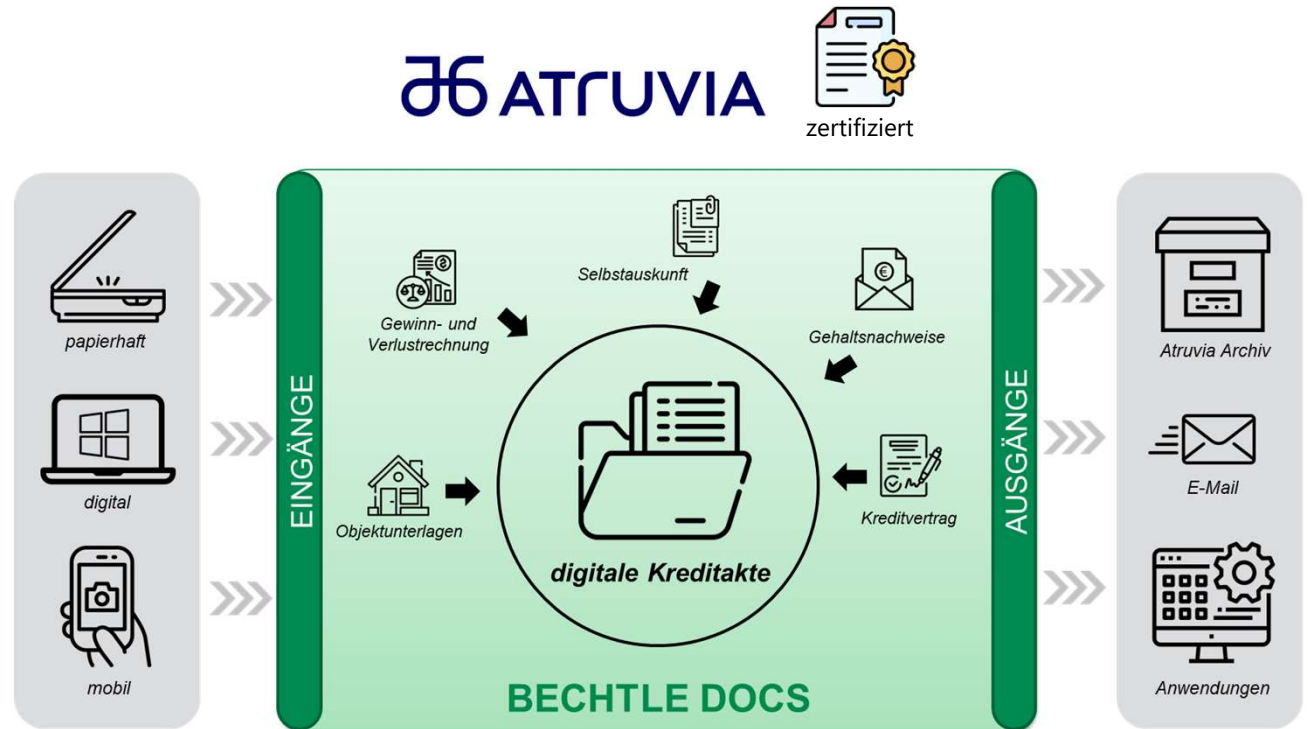 ATRUVIA
zertifiziert
papierhaft
digital
mobil
EINGÄNGE
Selbstauskunft
Gewinn- und
Verlustrechnung
Gehaltsnachweise
Objektunterlagen
Kreditvertrag
digitale Kreditakte
BECHTLE DOCS
AUSGÄNGE
Atruvia Archiv
E-Mail
Anwendungen